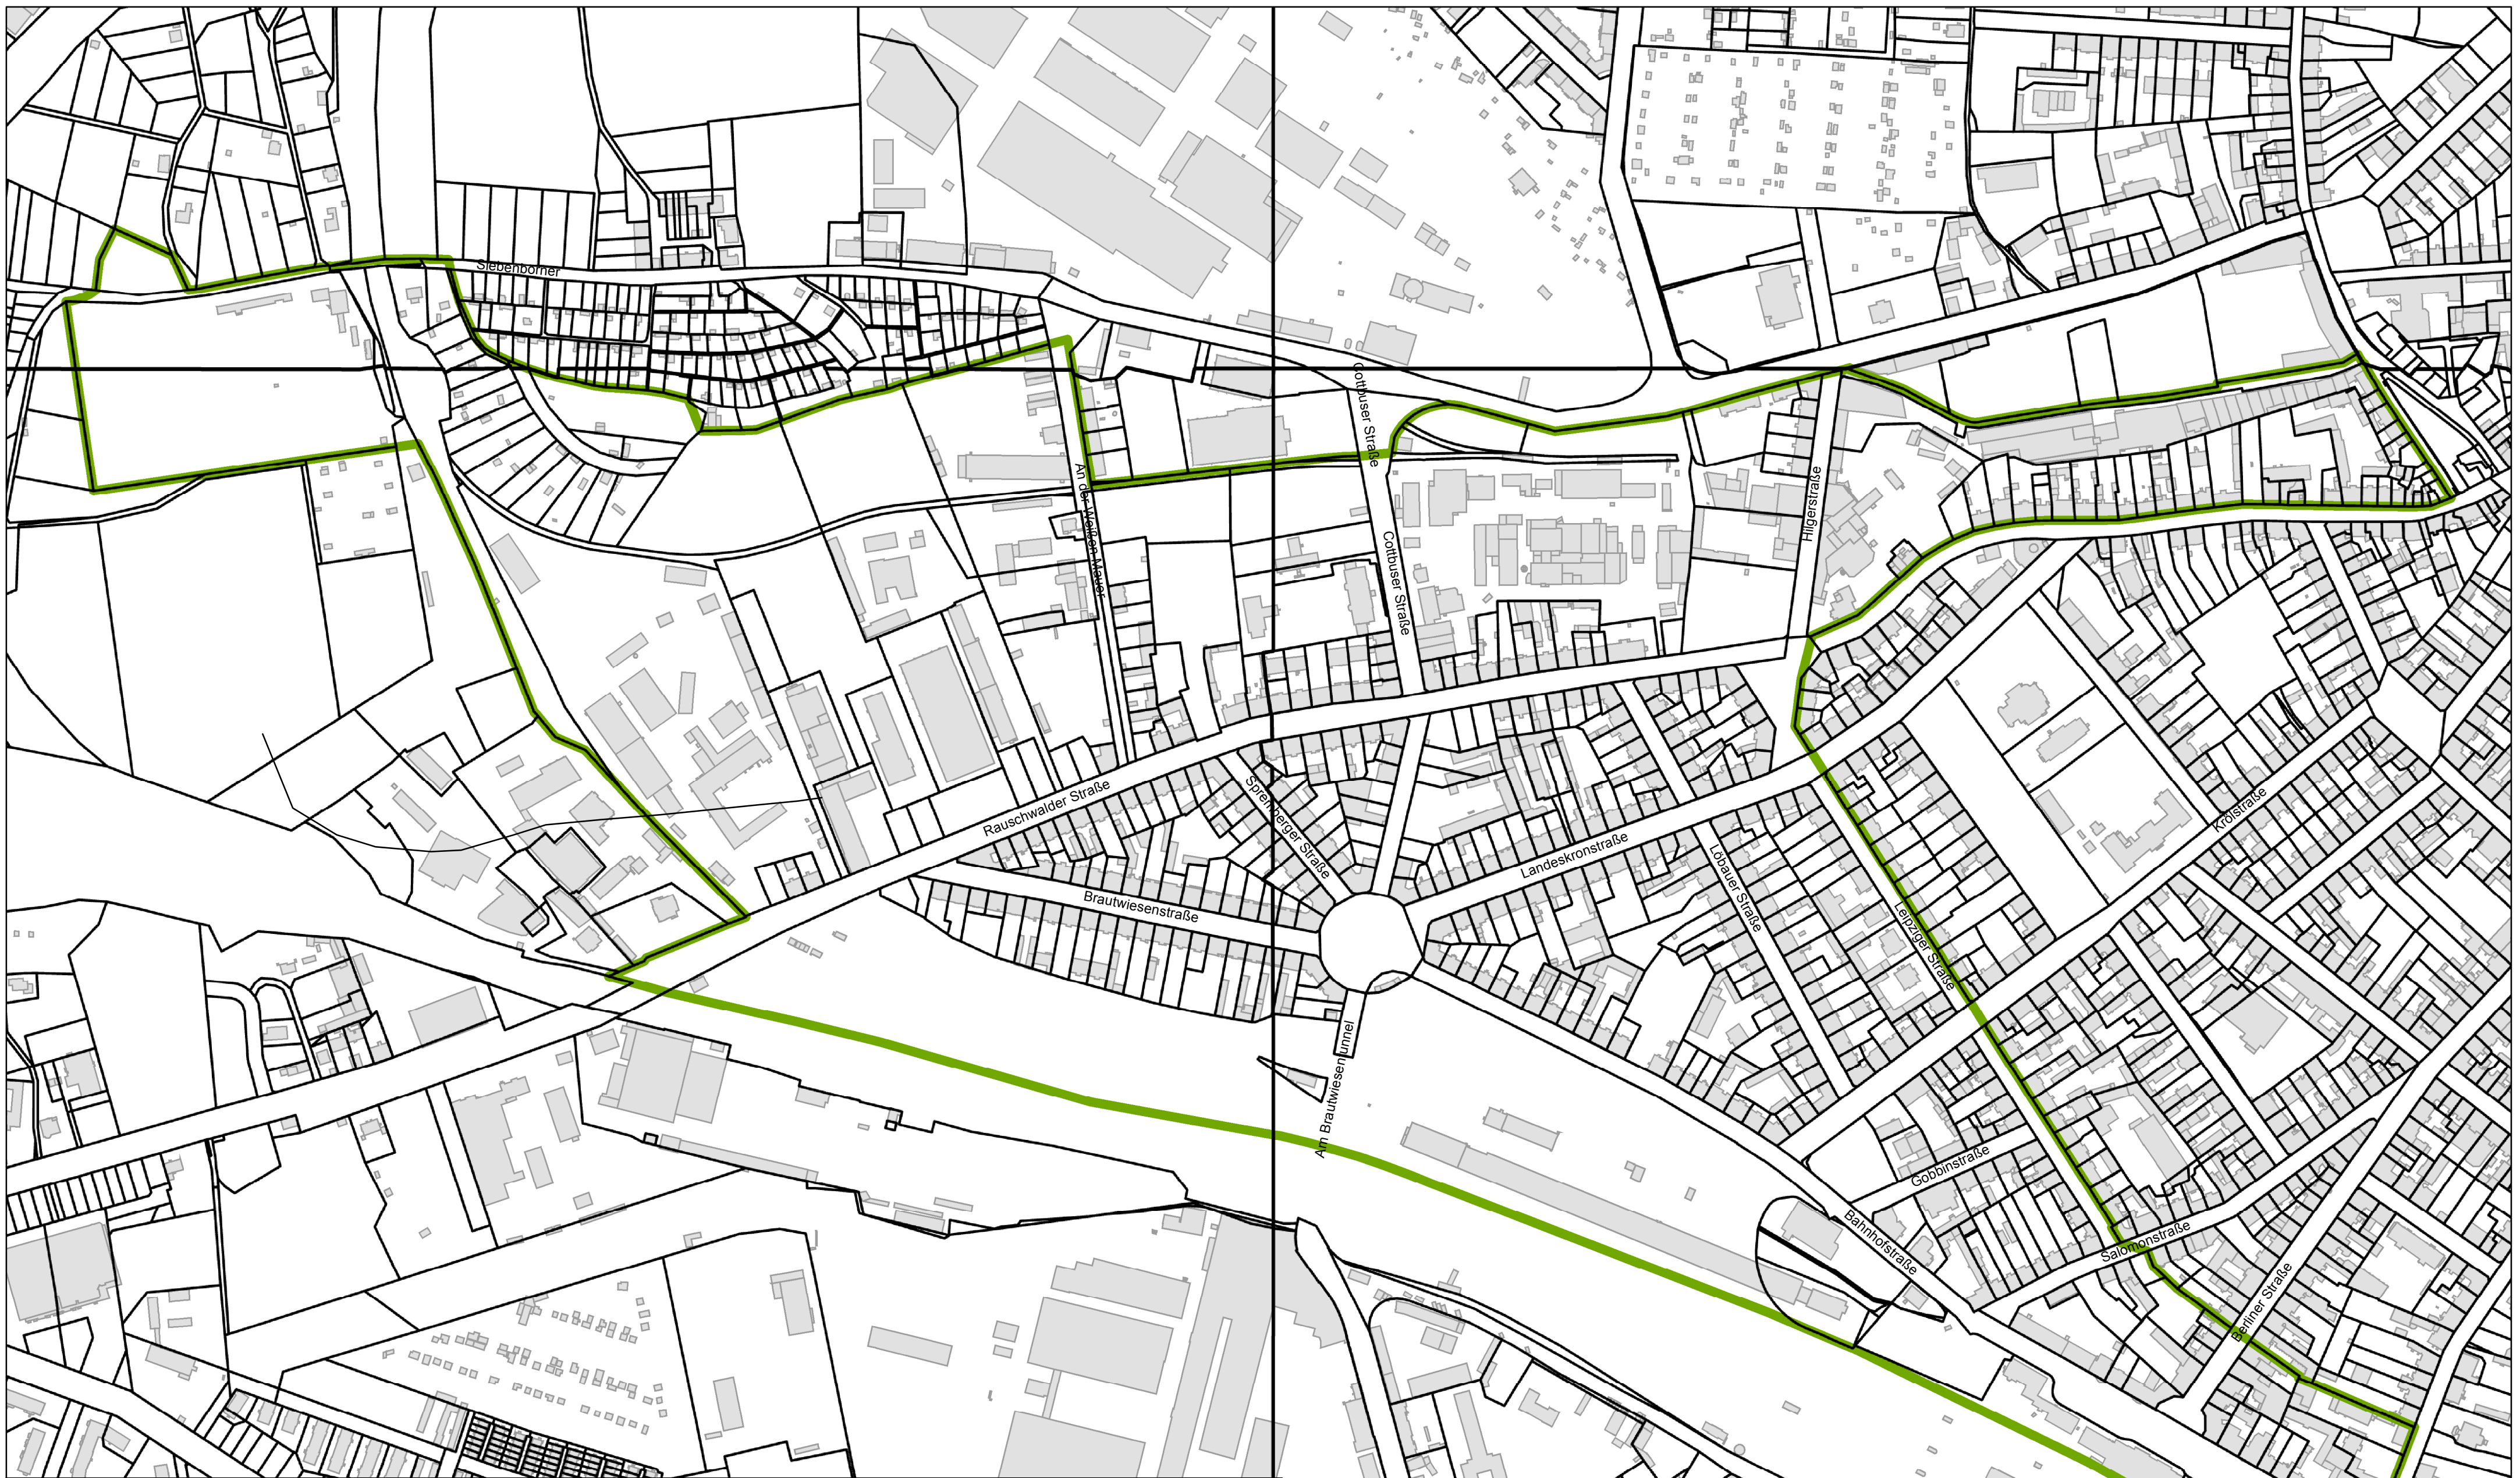 Siebenbörner
Cottbuser Straße
An der Weißen Mauer
Hilgerstraße
Cottbuser Straße
Rauschwalder Straße
Spremberger Straße
Krölstraße
Landeskronstraße
Löbauer Straße
Brautwiesenstraße
Leipziger Straße
Am Brautwiesentunnel
Gobbinstraße
Bahnhofstraße
Salomonstraße
Berliner Straße